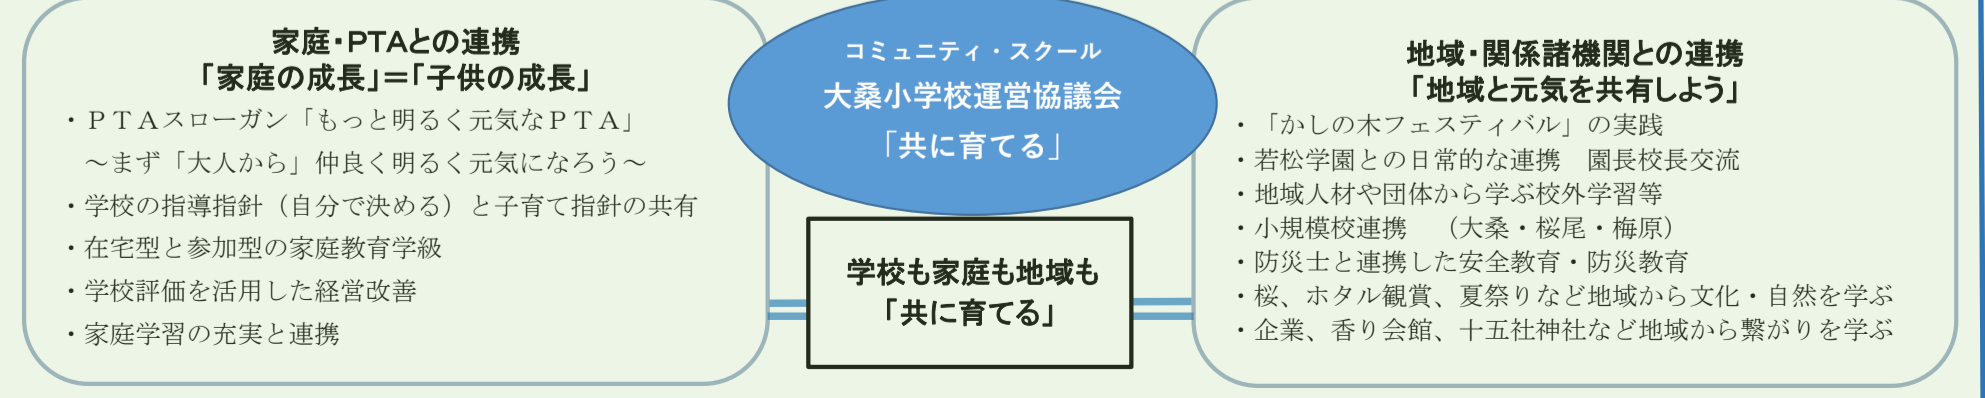 家庭・PTAとの連携
「家庭の成長」＝「子供の成長」
・ＰＴＡスローガン「もっと明るく元気なＰＴＡ」
～まず「大人から」仲良く明るく元気になろう～
・学校の指導指針（自分で決める）と子育て指針の共有
・在宅型と参加型の家庭教育学級
・学校評価を活用した経営改善
・家庭学習の充実と連携
コミュニティ・スクール
大桑小学校運営協議会
「共に育てる」
学校も家庭も地域も
「共に育てる」
地域・関係諸機関との連携
「地域と元気を共有しよう」
・「かしの木フェスティバル」の実践
・若松学園との日常的な連携　園長校長交流
・地域人材や団体から学ぶ校外学習等
・小規模校連携　（大桑・桜尾・梅原）
・防災士と連携した安全教育・防災教育
・桜、ホタル観賞、夏祭りなど地域から文化・自然を学ぶ
・企業、香り会館、十五社神社など地域から繋がりを学ぶ